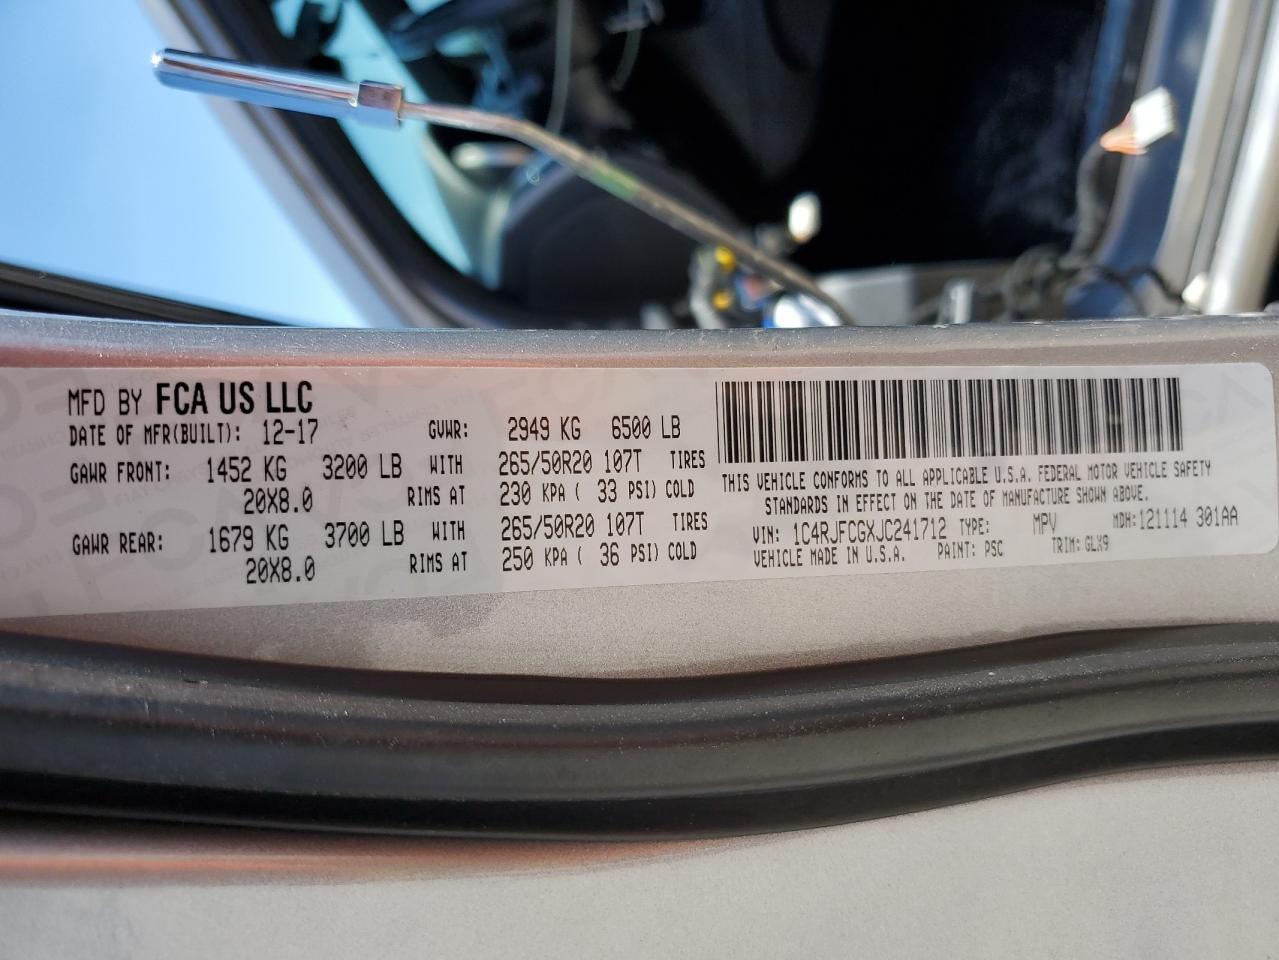 MFD BY FCA US LLC
DATE OF MFR(BUILT): 12-17 GVWR: 2949 KG 6500 LB
GAWR FRONT: 1452 KG 3200 LB WITH 265/50R20 107T TIRES
20X8.0 RIMS AT 230 KPA ( 33 PSI) COLD
GAWR REAR: 1679 KG 3700 LB WITH 265/50R20 107T TIRES
20X8.0 RIMS AT 250 KPA ( 36 PSI) COLD
THIS VEHICLE CONFORMS TO ALL APPLICABLE U.S.A. FEDERAL MOTOR VEHICLE SAFETY
STANDARDS IN EFFECT ON THE DATE OF MANUFACTURE SHOWN ABOVE.
VIN: 1C4RJFCGXJC241712 TYPE: MPV MDH:121114 301AA
VEHICLE MADE IN U.S.A. PAINT: PSC TRIM: GLX9